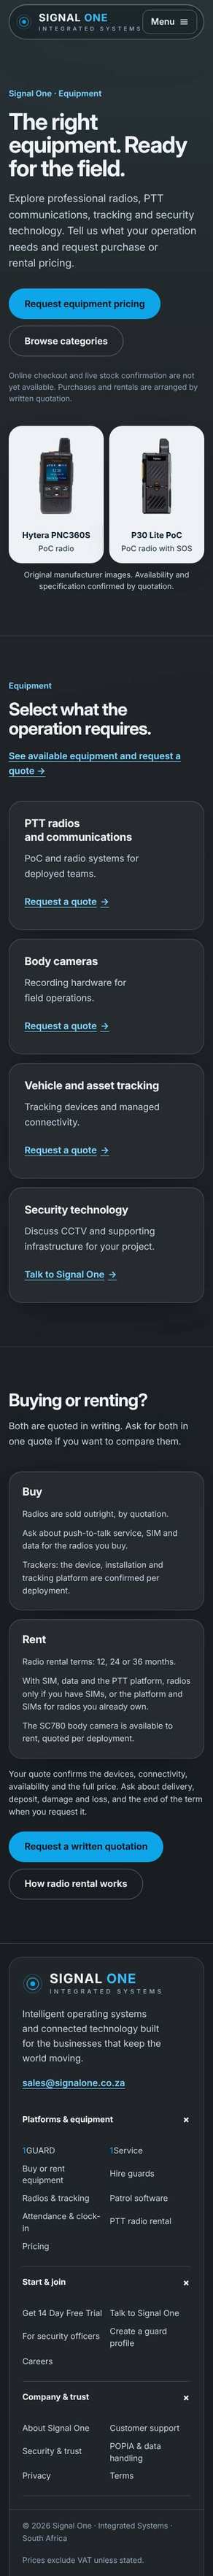 SIGNAL ONE
INTEGRATED SYSTEMS
Menu
Signal One · Equipment
The right
equipment. Ready
for the field.
Explore professional radios, PTT
communications, tracking and security
technology. Tell us what your operation
needs and request purchase or
rental pricing.
Request equipment pricing
Browse categories
Online checkout and live stock confirmation are not
yet available. Purchases and rentals are arranged by
written quotation.
Hytera PNC360S
PoC radio
P30 Lite PoC
PoC radio with SOS
Original manufacturer images. Availability and
specification confirmed by quotation.
Equipment
Select what the
operation requires.
See available equipment and request a
quote →
PTT radios
and communications
PoC and radio systems for
deployed teams.
Request a quote →
Body cameras
Recording hardware for
field operations.
Request a quote →
Vehicle and asset tracking
Tracking devices and managed
connectivity.
Request a quote →
Security technology
Discuss CCTV and supporting
infrastructure for your project.
Talk to Signal One →
Buying or renting?
Both are quoted in writing. Ask for both in
one quote if you want to compare them.
Buy
Radios are sold outright, by quotation.
Ask about push-to-talk service, SIM and
data for the radios you buy.
Trackers: the device, installation and
tracking platform are confirmed per
deployment.
Rent
Radio rental terms: 12, 24 or 36 months.
With SIM, data and the PTT platform, radios
only if you have SIMs, or the platform and
SIMs for radios you already own.
The SC780 body camera is available to
rent, quoted per deployment.
Your quote confirms the devices, connectivity,
availability and the full price. Ask about delivery,
deposit, damage and loss, and the end of the term
when you request it.
Request a written quotation
How radio rental works
SIGNAL ONE
INTEGRATED SYSTEMS
Intelligent operating systems
and connected technology built
for the businesses that keep the
world moving.
sales@signalone.co.za
Platforms & equipment ×
1GUARD
1Service
Buy or rent
equipment
Hire guards
Radios & tracking
Patrol software
Attendance & clock-
in
PTT radio rental
Pricing
Start & join ×
Get 14 Day Free Trial
Talk to Signal One
For security officers
Create a guard
profile
Careers
Company & trust ×
About Signal One
Customer support
Security & trust
POPIA & data
handling
Privacy
Terms
© 2026 Signal One · Integrated Systems ·
South Africa
Prices exclude VAT unless stated.